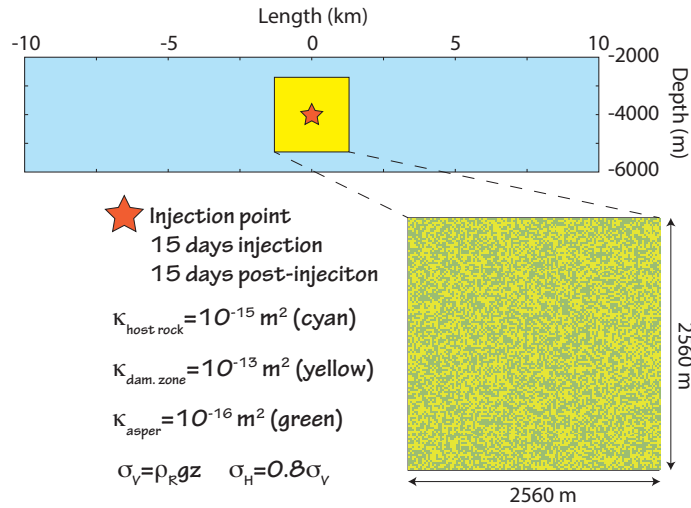 Length (km)
-10 -5 0 5 10
-2000
-4000
-6000
Depth (m)
Injection point
15 days injection
15 days post-injeciton
κhost rock=10⁻¹⁵ m² (cyan)
κdam. zone=10⁻¹³ m² (yellow)
κasper=10⁻¹⁶ m² (green)
σV=ρRgz σH=0.8σV
2560 m
2560 m